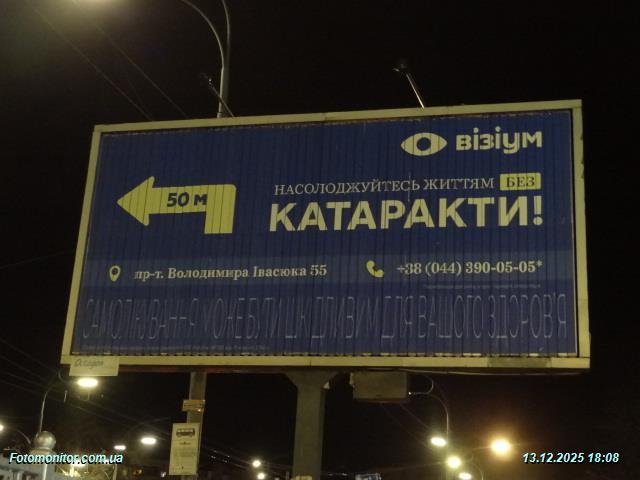 візіум
50 м
НАСОЛОДЖУЙТЕСЬ ЖИТТЯМ БЕЗ
КАТАРАКТИ!
пр-т. Володимира Івасюка 55
+38 (044) 390-05-05*
САМОЛІКУВАННЯ МОЖЕ БУТИ ШКІДЛИВИМ ДЛЯ ВАШОГО ЗДОРОВ'Я
Octagon
Fotomonitor.com.ua
13.12.2025 18:08